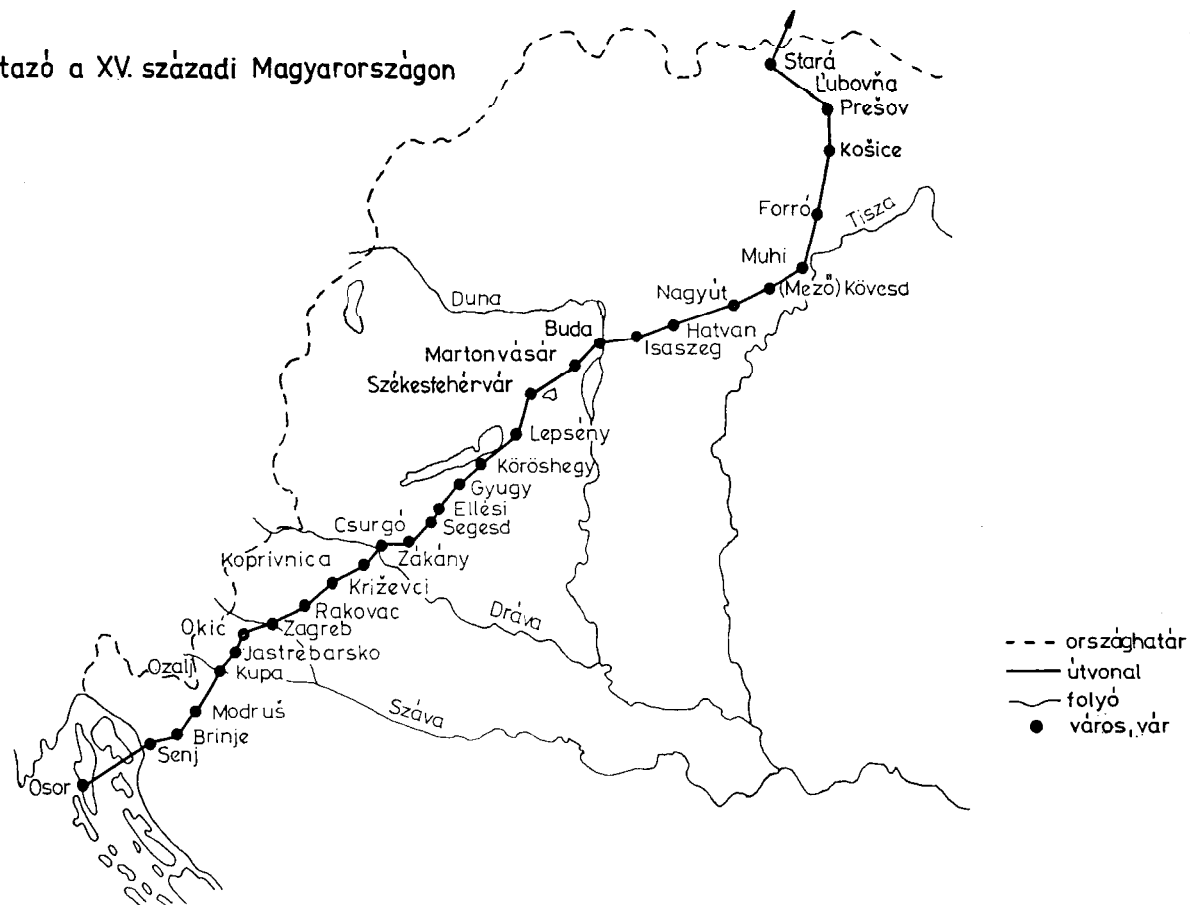 tazó a XV. századi Magyarországon
Stará
Ľubovňa
Prešov
Košice
Forró
Tisza
Muhi
(Mező) Kövesd
Nagyút
Duna
Hatvan
Buda
Isaszeg
Martonvásár
Székesfehérvár
Lepsény
Köröshegy
Gyugy
Ellési
Segesd
Csurgó
Zákány
Koprivnica
Križevci
Rakovac
Dráva
Okić
Zagreb
Jastrebarsko
Ozalj
Kupa
Modruš
Száva
Brinje
Senj
Osor
országhatár
útvonal
folyó
város, vár